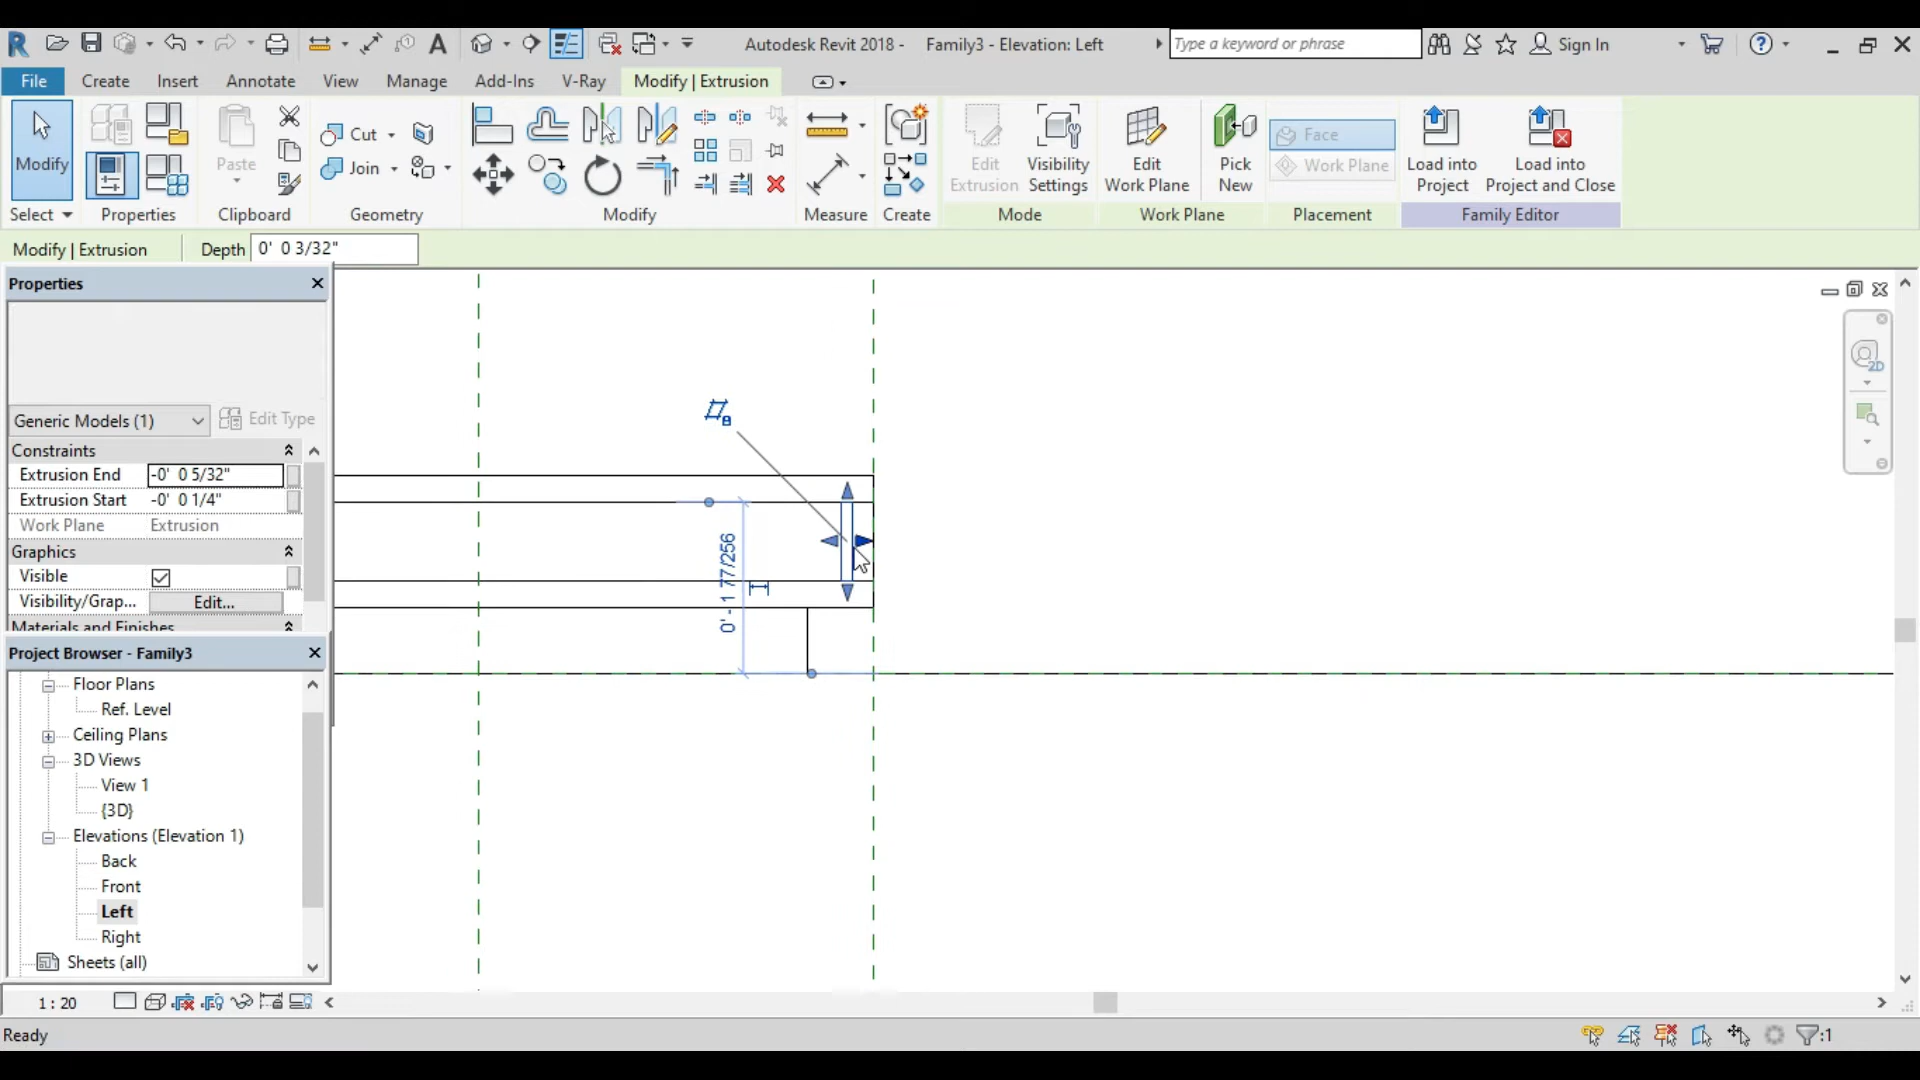 Autodesk Revit 2018 -    Family3 - Elevation: Left
Type a keyword or phrase
Sign In
File
Create
Insert
Annotate
View
Manage
Add-Ins
V-Ray
Modify | Extrusion
Modify
Paste
Cut
Join
Edit
Extrusion
Visibility
Settings
Edit
Work Plane
Pick
New
Face
Work Plane
Load into
Project
Load into
Project and Close
Select
Properties
Clipboard
Geometry
Modify
Measure
Create
Mode
Work Plane
Placement
Family Editor
Modify | Extrusion
Depth
0'  0 3/32"
Properties
Generic Models (1)
Edit Type
Constraints
Extrusion End
-0'  0 5/32"
Extrusion Start
-0'  0 1/4"
Work Plane
Extrusion
Graphics
Visible
Visibility/Grap...
Edit...
Materials and Finishes
Project Browser - Family3
Floor Plans
Ref. Level
Ceiling Plans
3D Views
View 1
{3D}
Elevations (Elevation 1)
Back
Front
Left
Right
Sheets (all)
0' - 1 77/256
2D
1 : 20
Ready
:1